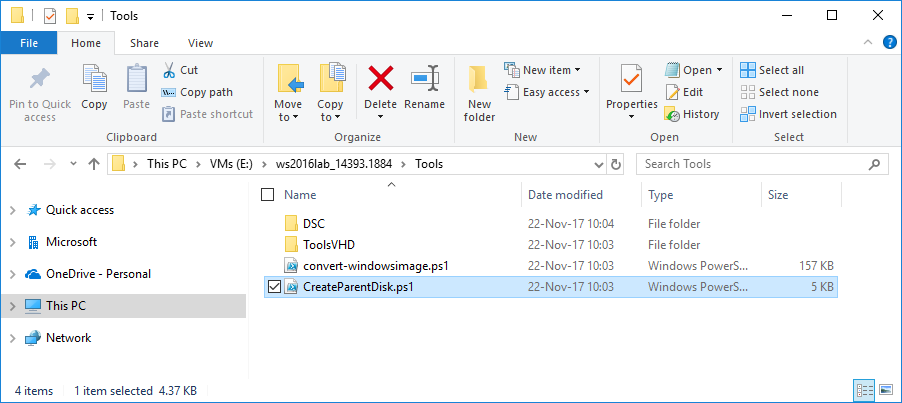 Tools
File Home Share View
Pin to Quick access
Copy
Paste
Cut
Copy path
Paste shortcut
Clipboard
Move to
Copy to
Delete
Rename
Organize
New folder
New item
Easy access
New
Properties
Open
Edit
History
Open
Select all
Select none
Invert selection
Select
This PC VMs (E:) ws2016lab_14393.1884 Tools
Search Tools
Quick access
Microsoft
OneDrive - Personal
This PC
Network
Name Date modified Type Size
DSC 22-Nov-17 10:04 File folder
ToolsVHD 22-Nov-17 10:03 File folder
convert-windowsimage.ps1 22-Nov-17 10:03 Windows PowerS... 157 KB
CreateParentDisk.ps1 22-Nov-17 10:03 Windows PowerS... 5 KB
4 items 1 item selected 4.37 KB